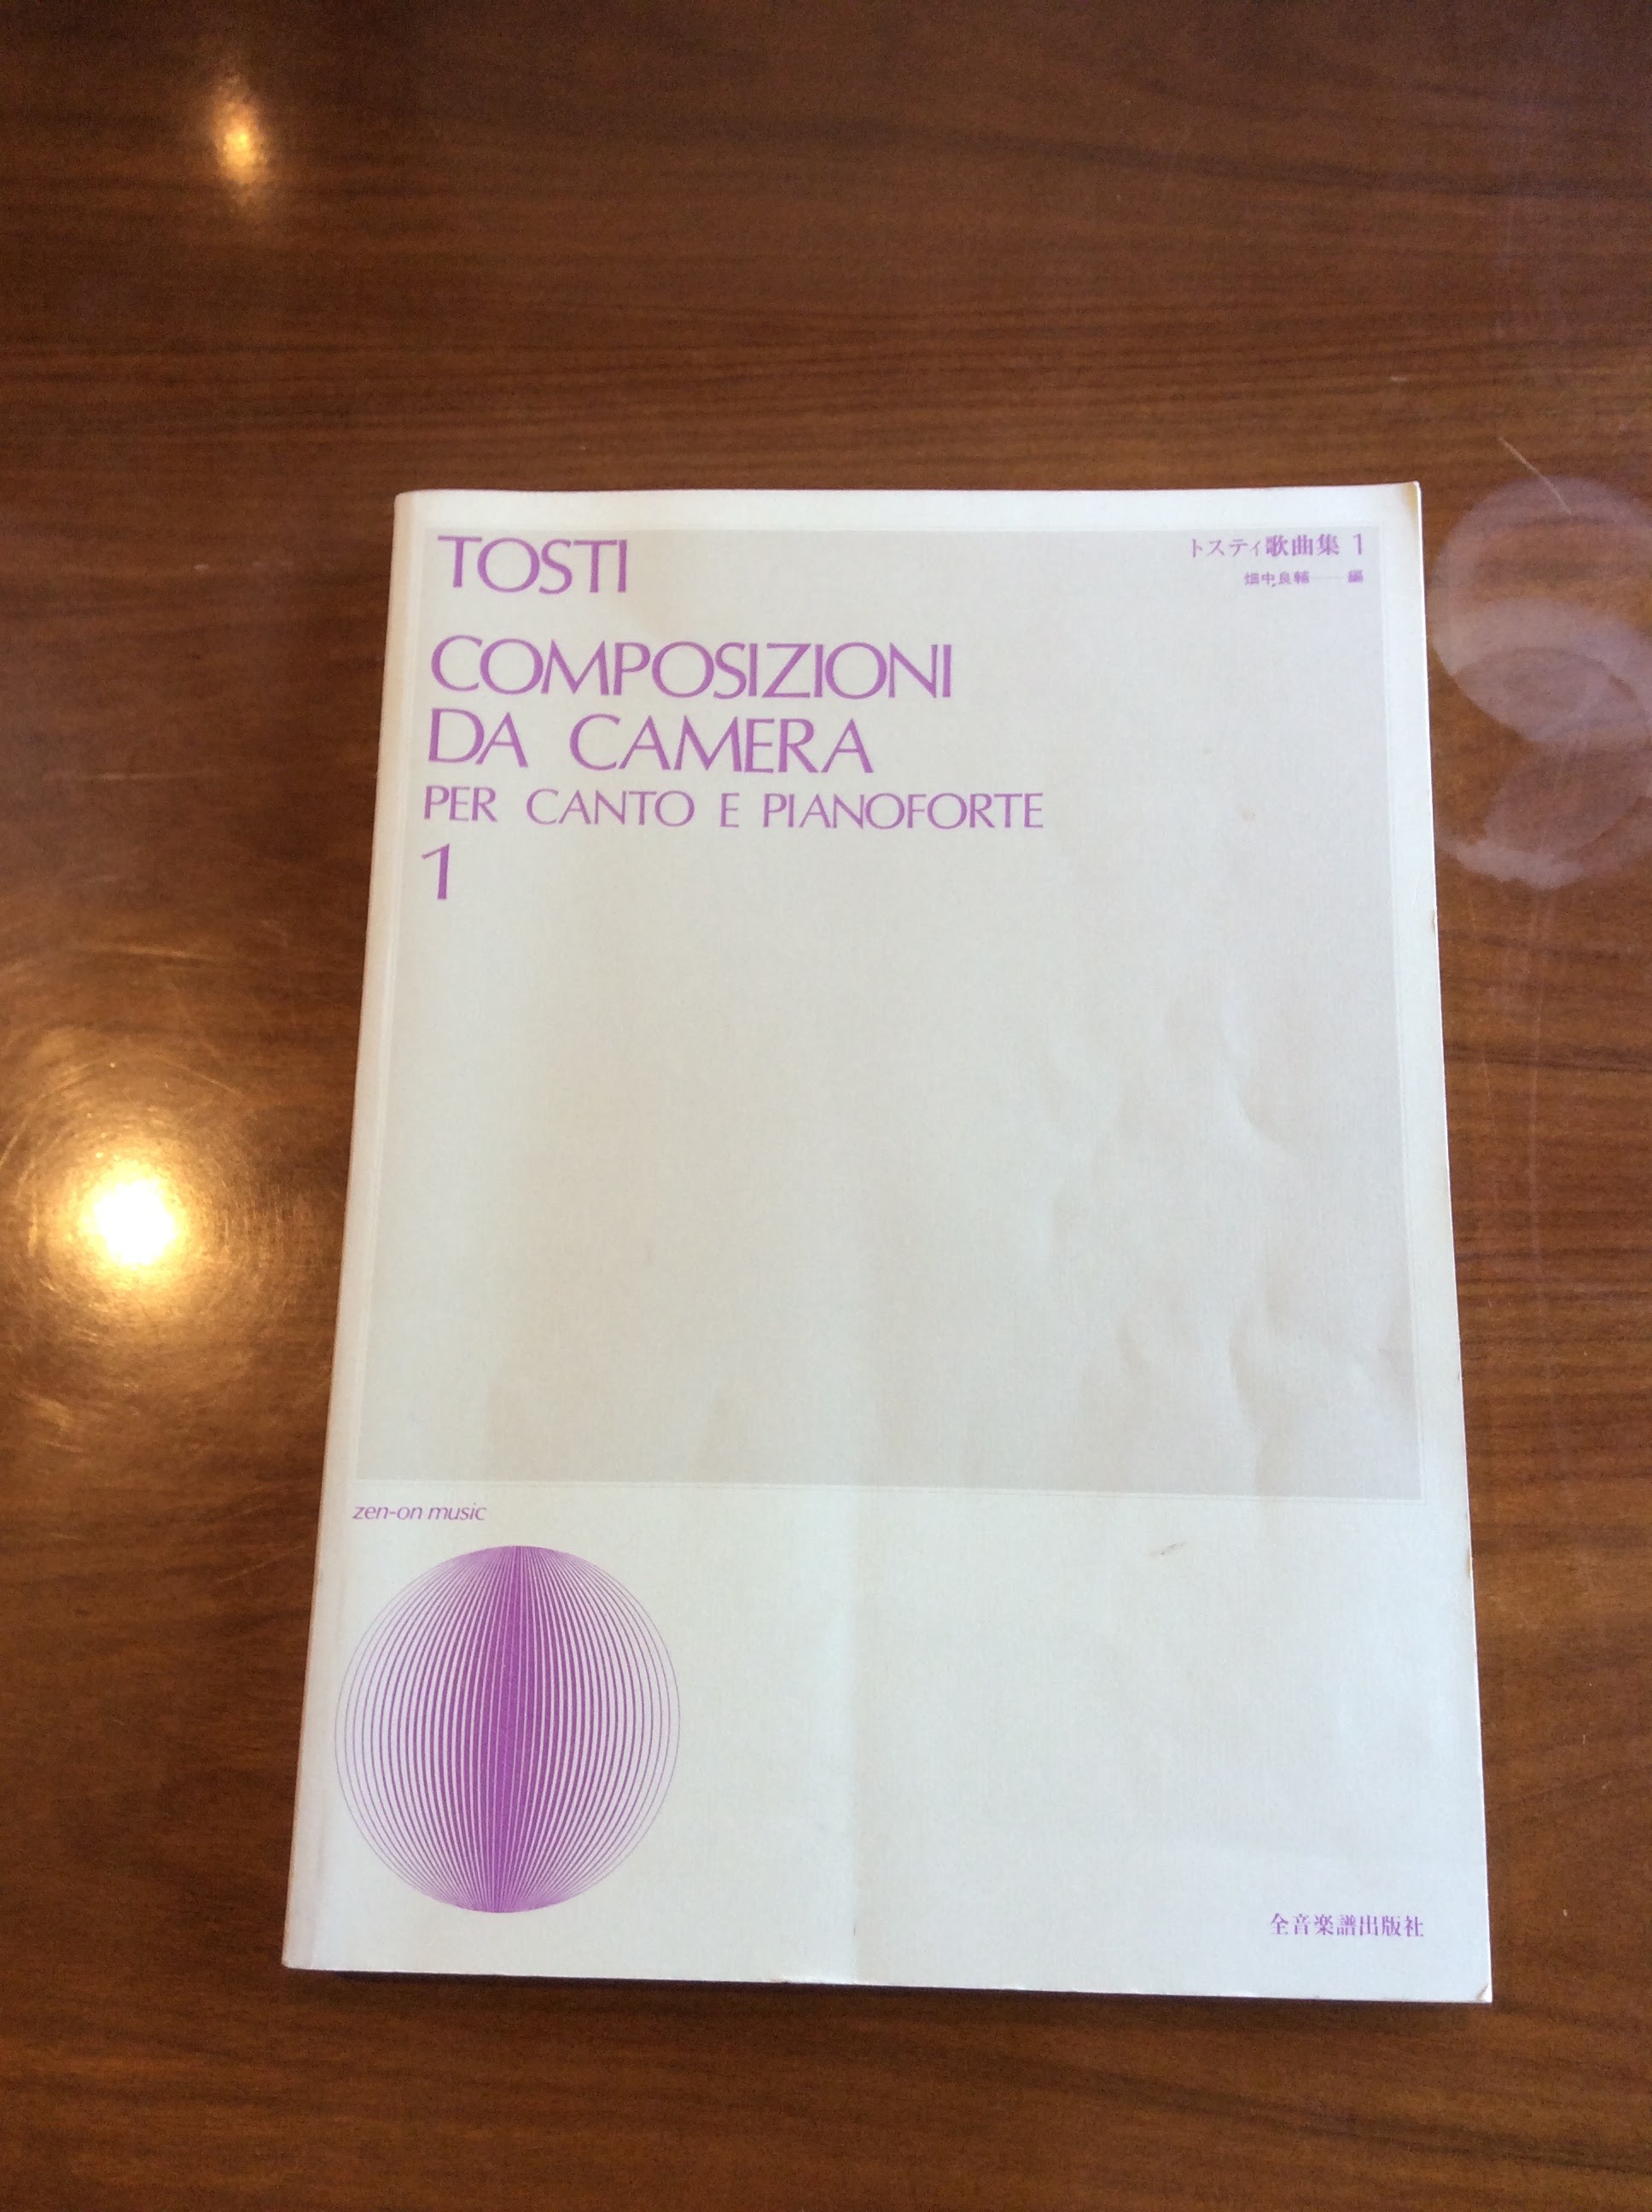 TOSTI
トスティ歌曲集 1
畑中良輔——編
COMPOSIZIONI
DA CAMERA
PER CANTO E PIANOFORTE
1
zen-on music
全音楽譜出版社